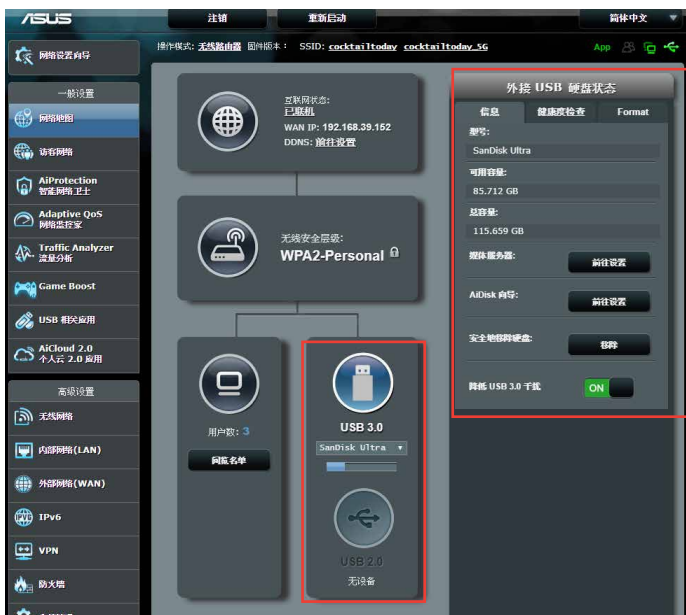 ASUS
注销
重新启动
简体中文
操作模式: 无线路由器 固件版本: SSID: cocktailtoday cocktailtoday_5G
App
网络设置向导
一般设置
网络地图
访客网络
AiProtection
智能网络卫士
Adaptive QoS
网络监控家
Traffic Analyzer
流量分析
Game Boost
USB 相关应用
AiCloud 2.0
个人云 2.0 应用
高级设置
无线网络
内部网络(LAN)
外部网络(WAN)
IPv6
VPN
防火墙
互联网状态:
已联机
WAN IP: 192.168.39.152
DDNS: 前往设置
无线安全层级:
WPA2-Personal
用户数: 3
阅览名单
USB 3.0
SanDisk Ultra
USB 2.0
无设备
外接 USB 硬盘状态
信息
健康度检查
Format
型号:
SanDisk Ultra
可用容量:
85.712 GB
总容量:
115.659 GB
媒体服务器:
前往设置
AiDisk 向导:
前往设置
安全地移除硬盘:
移除
降低 USB 3.0 干扰
ON